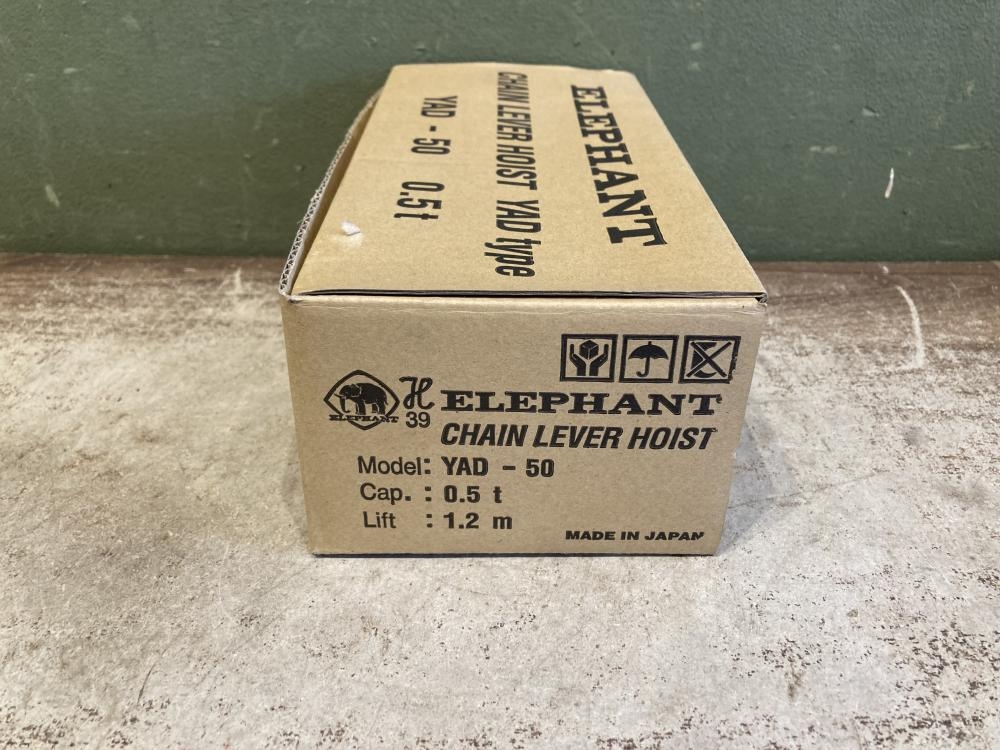 ELEPHANT
CHAIN LEVER HOIST YAD type
YAD - 50 0.5 t
ELEPHANT
H
39
ELEPHANT
CHAIN LEVER HOIST
Model: YAD - 50
Cap. : 0.5 t
Lift : 1.2 m
MADE IN JAPAN